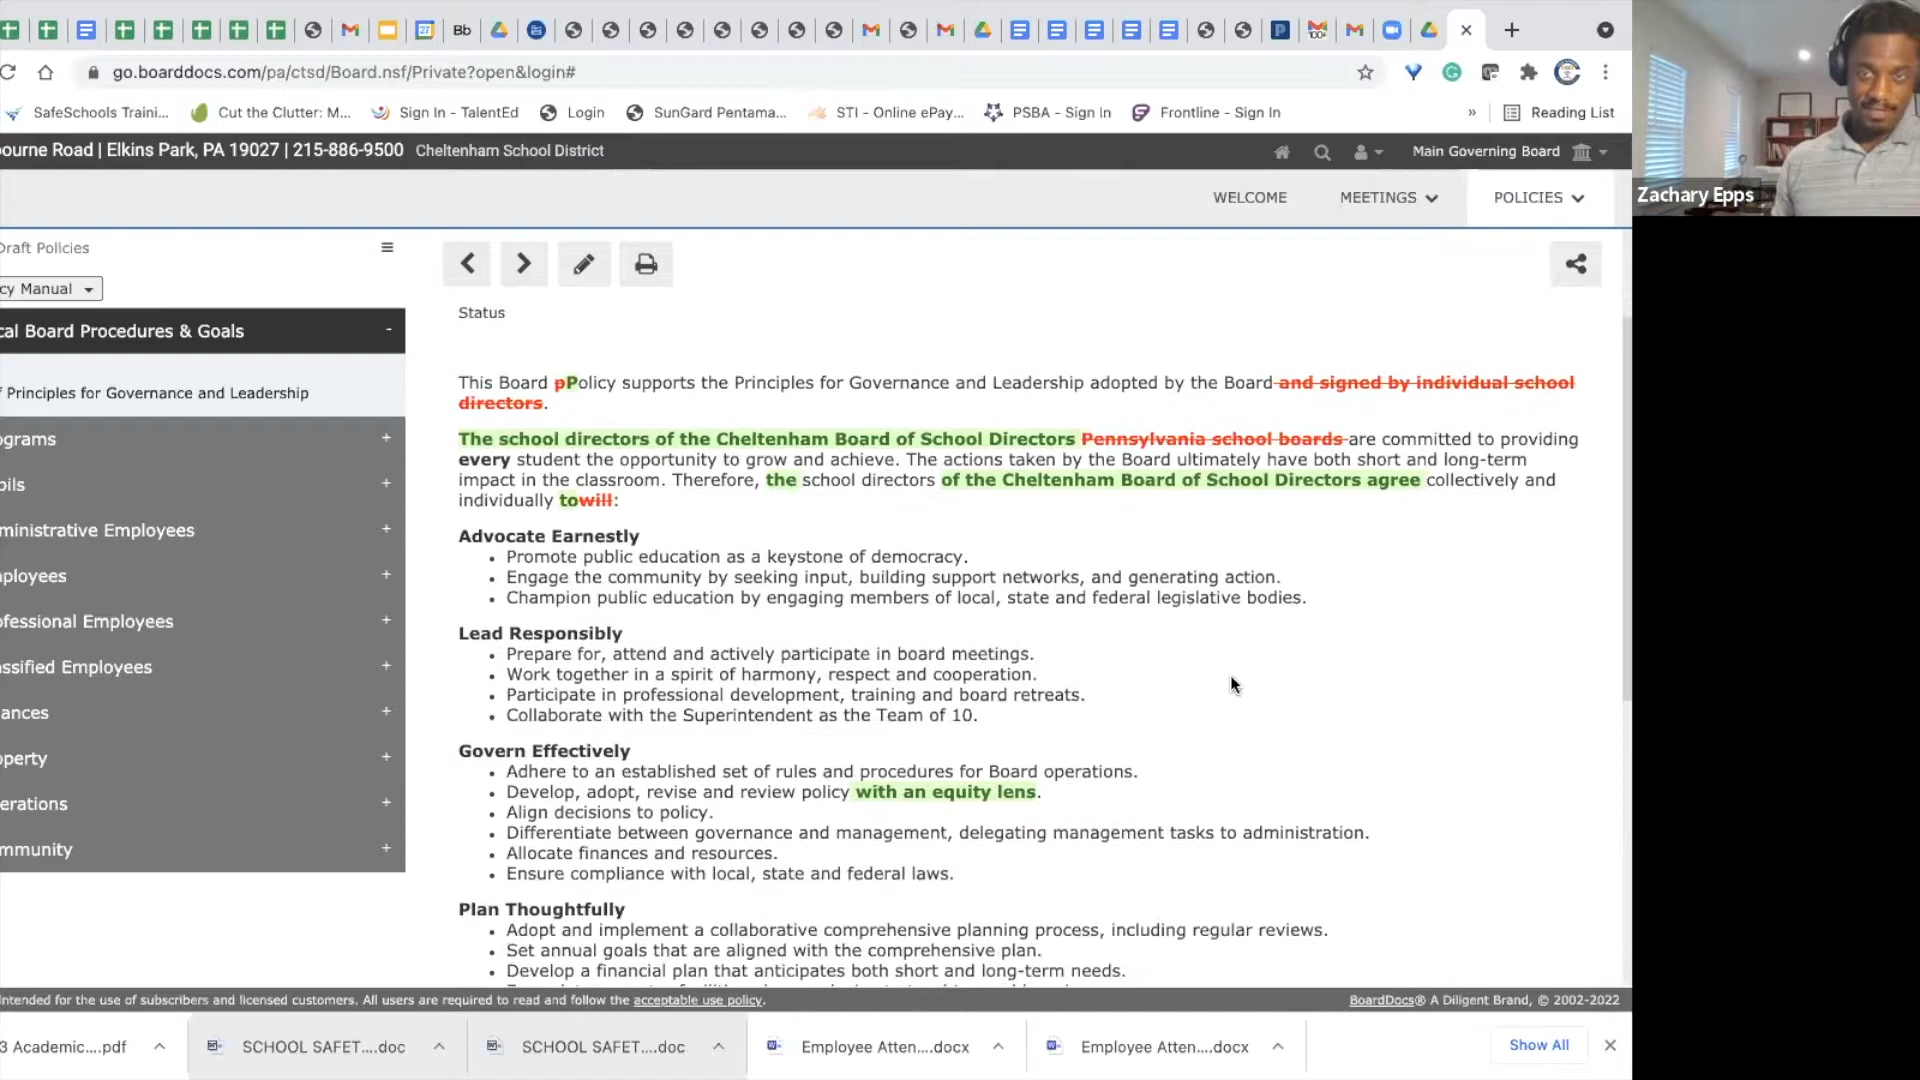 Bb
go.boarddocs.com/pa/ctsd/Board.nsf/Private?open&login#
SafeSchools Traini...
Cut the Clutter: M...
Sign In - TalentEd
Login
SunGard Pentama...
STI - Online ePay...
PSBA - Sign In
Frontline - Sign In
»
Reading List
ourne Road | Elkins Park, PA 19027 | 215-886-9500 Cheltenham School District
Main Governing Board
Zachary Epps
WELCOME
MEETINGS
POLICIES
Draft Policies
cy Manual
cal Board Procedures & Goals -
f Principles for Governance and Leadership
ograms +
pils +
ministrative Employees +
ployees +
ofessional Employees +
assified Employees +
ances +
operty +
erations +
mmunity +
Status
This Board pPolicy supports the Principles for Governance and Leadership adopted by the Board and signed by individual school
directors.
The school directors of the Cheltenham Board of School Directors Pennsylvania school boards are committed to providing
every student the opportunity to grow and achieve. The actions taken by the Board ultimately have both short and long-term
impact in the classroom. Therefore, the school directors of the Cheltenham Board of School Directors agree collectively and
individually towill:
Advocate Earnestly
• Promote public education as a keystone of democracy.
• Engage the community by seeking input, building support networks, and generating action.
• Champion public education by engaging members of local, state and federal legislative bodies.
Lead Responsibly
• Prepare for, attend and actively participate in board meetings.
• Work together in a spirit of harmony, respect and cooperation.
• Participate in professional development, training and board retreats.
• Collaborate with the Superintendent as the Team of 10.
Govern Effectively
• Adhere to an established set of rules and procedures for Board operations.
• Develop, adopt, revise and review policy with an equity lens.
• Align decisions to policy.
• Differentiate between governance and management, delegating management tasks to administration.
• Allocate finances and resources.
• Ensure compliance with local, state and federal laws.
Plan Thoughtfully
• Adopt and implement a collaborative comprehensive planning process, including regular reviews.
• Set annual goals that are aligned with the comprehensive plan.
• Develop a financial plan that anticipates both short and long-term needs.
Intended for the use of subscribers and licensed customers. All users are required to read and follow the acceptable use policy.
BoardDocs® A Diligent Brand, © 2002-2022
3 Academic....pdf
SCHOOL SAFET....doc
SCHOOL SAFET....doc
Employee Atten....docx
Employee Atten....docx
Show All